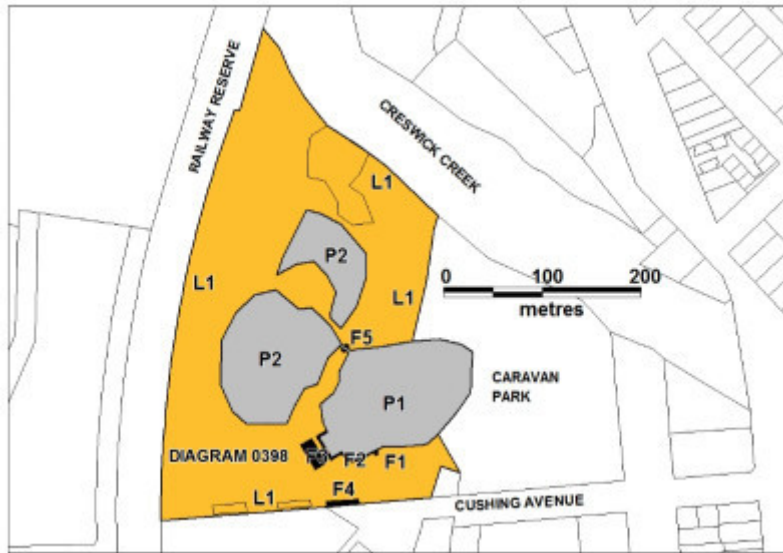 RAILWAY RESERVE
CRESWICK CREEK
L1
P2
L1
L1
0 100 200
metres
F5
P2
P1
CARAVAN
PARK
DIAGRAM 0398
F3
F2
F1
L1
F4
CUSHING AVENUE